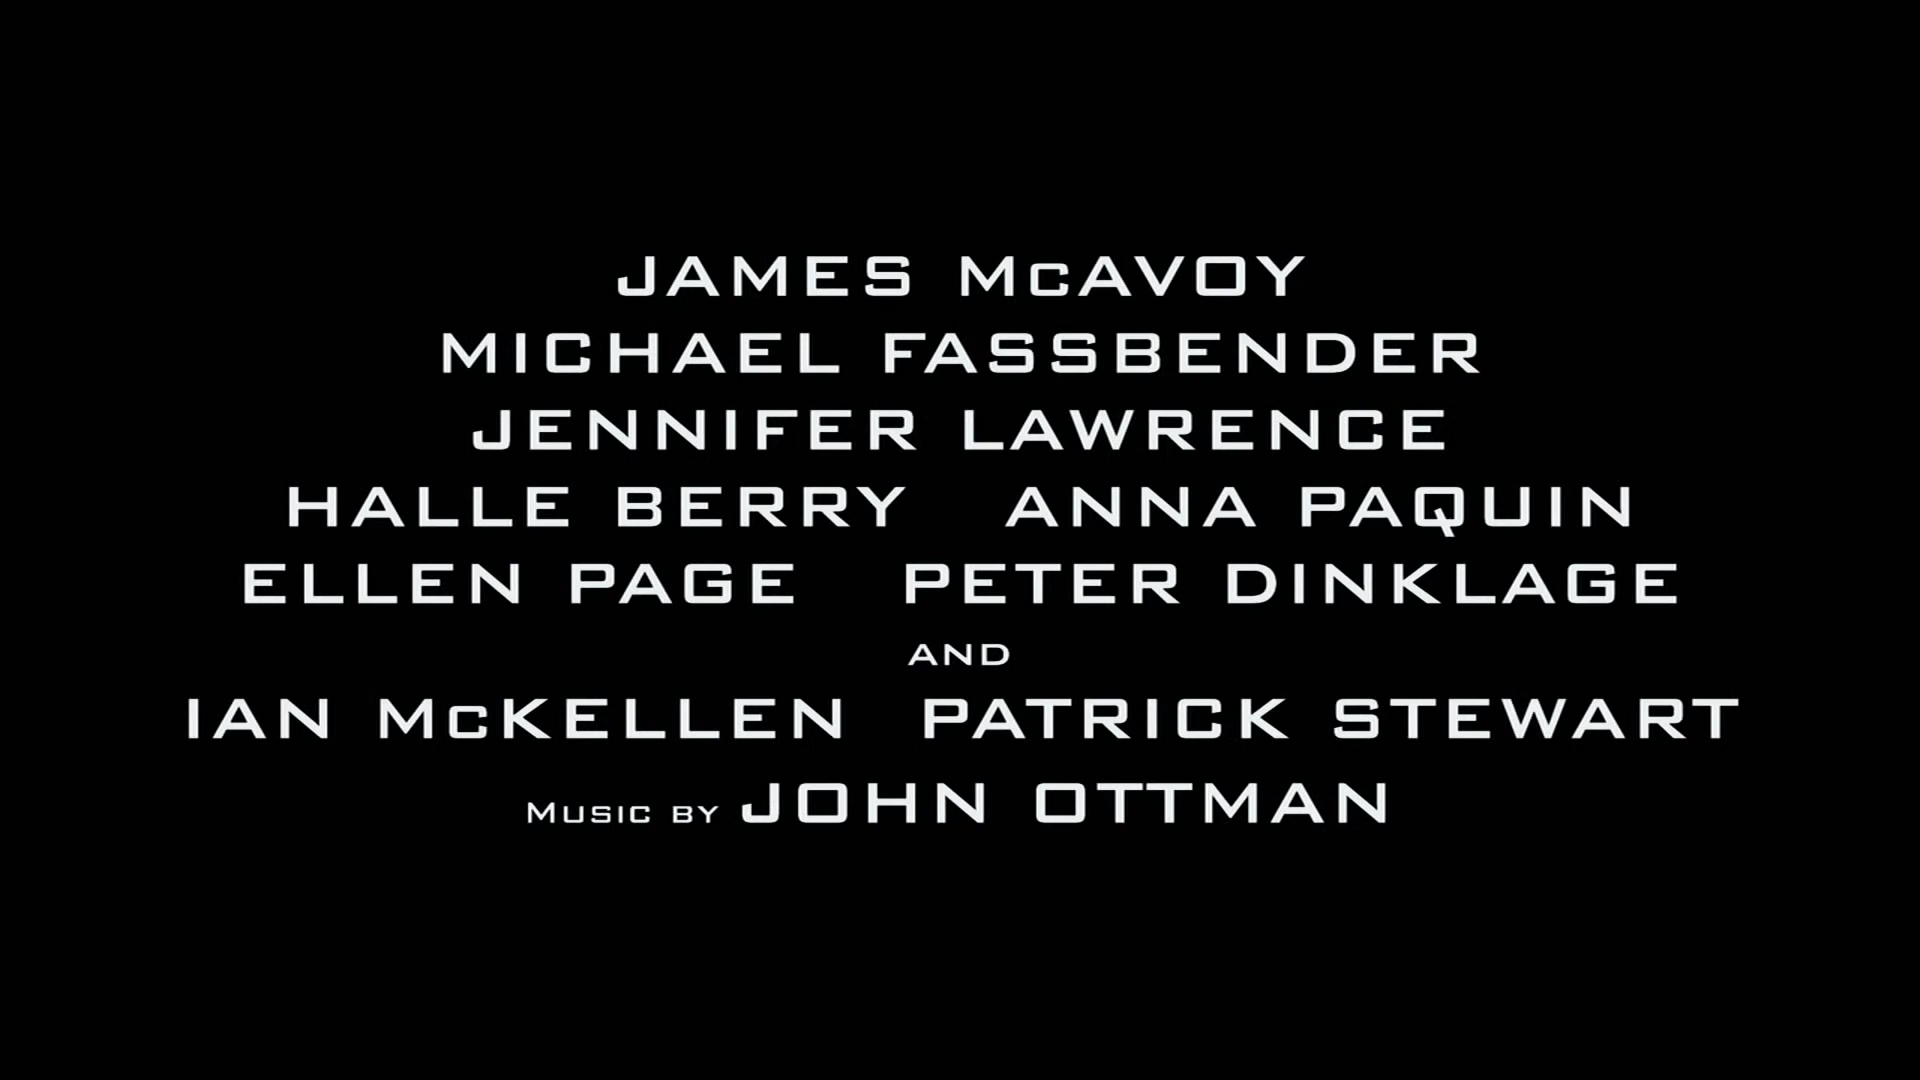 JAMES McAVOY
MICHAEL FASSBENDER
JENNIFER LAWRENCE
HALLE BERRY ANNA PAQUIN
ELLEN PAGE PETER DINKLAGE
AND
IAN McKELLEN PATRICK STEWART
MUSIC BY JOHN OTTMAN